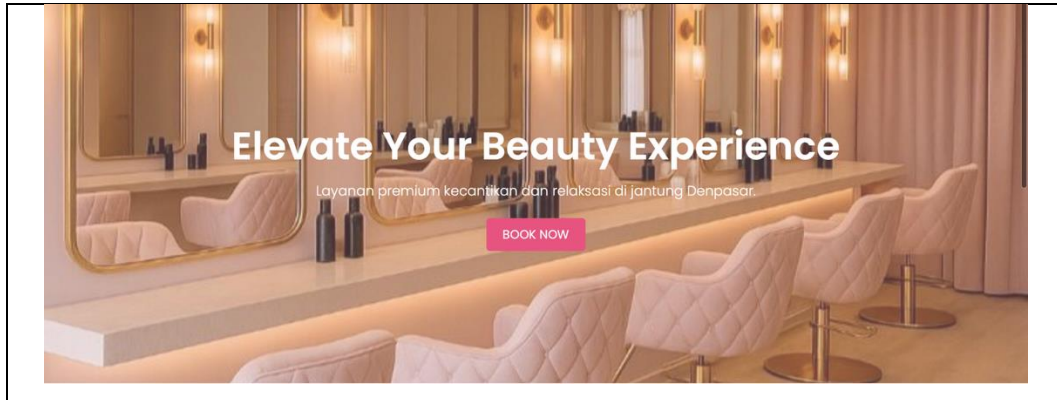 Elevate Your Beauty Experience
Layanan premium kecantikan dan relaksasi di jantung Denpasar.
BOOK NOW